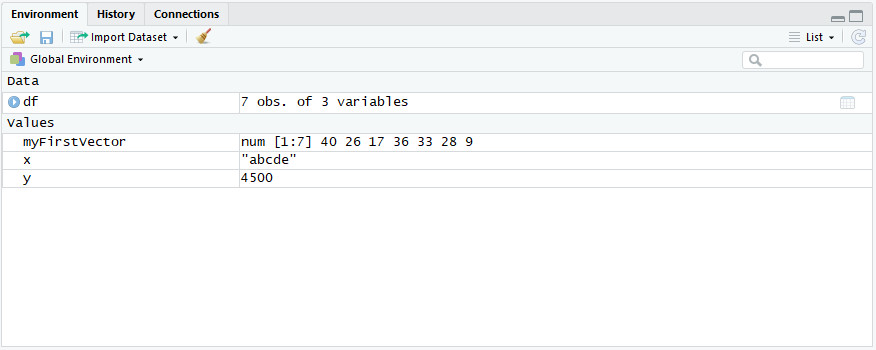 Environment History Connections
Import Dataset List
Global Environment
Data
df 7 obs. of 3 variables
Values
myFirstVector num [1:7] 40 26 17 36 33 28 9
x "abcde"
y 4500